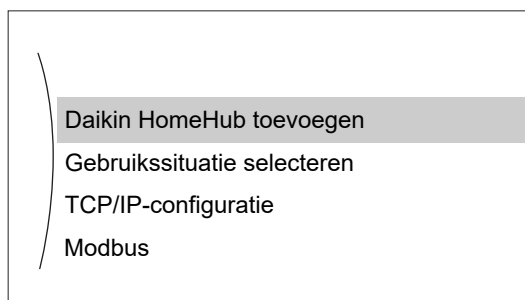 Daikin HomeHub toevoegen
Gebruikssituatie selecteren
TCP/IP-configuratie
Modbus